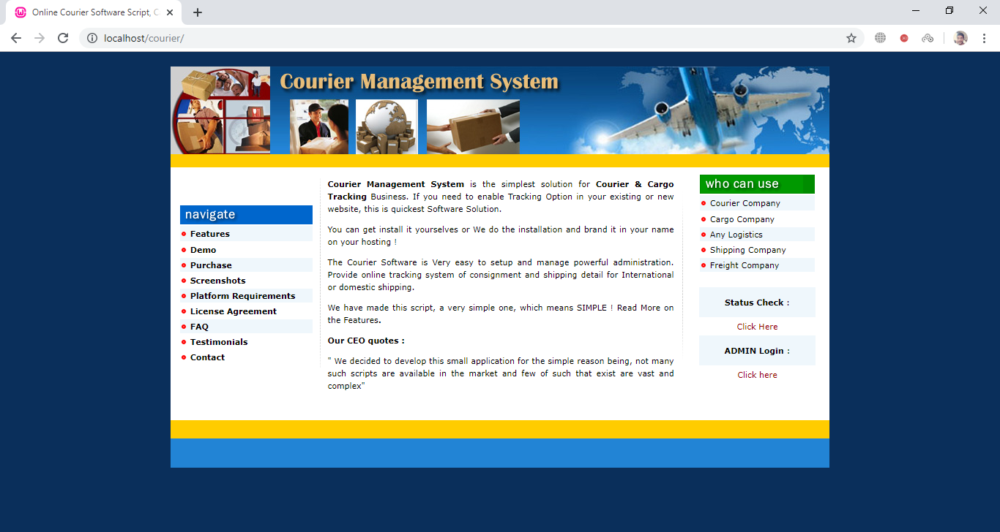 Online Courier Software Script, C
localhost/courier/
Courier Management System
navigate
Features
Demo
Purchase
Screenshots
Platform Requirements
License Agreement
FAQ
Testimonials
Contact
Courier Management System is the simplest solution for Courier & Cargo
Tracking Business. If you need to enable Tracking Option in your existing or new
website, this is quickest Software Solution.
You can get install it yourselves or We do the installation and brand it in your name
on your hosting !
The Courier Software is Very easy to setup and manage powerful administration.
Provide online tracking system of consignment and shipping detail for International
or domestic shipping.
We have made this script, a very simple one, which means SIMPLE ! Read More on
the Features.
Our CEO quotes :
" We decided to develop this small application for the simple reason being, not many
such scripts are available in the market and few of such that exist are vast and
complex"
who can use
Courier Company
Cargo Company
Any Logistics
Shipping Company
Freight Company
Status Check :
Click Here
ADMIN Login :
Click here